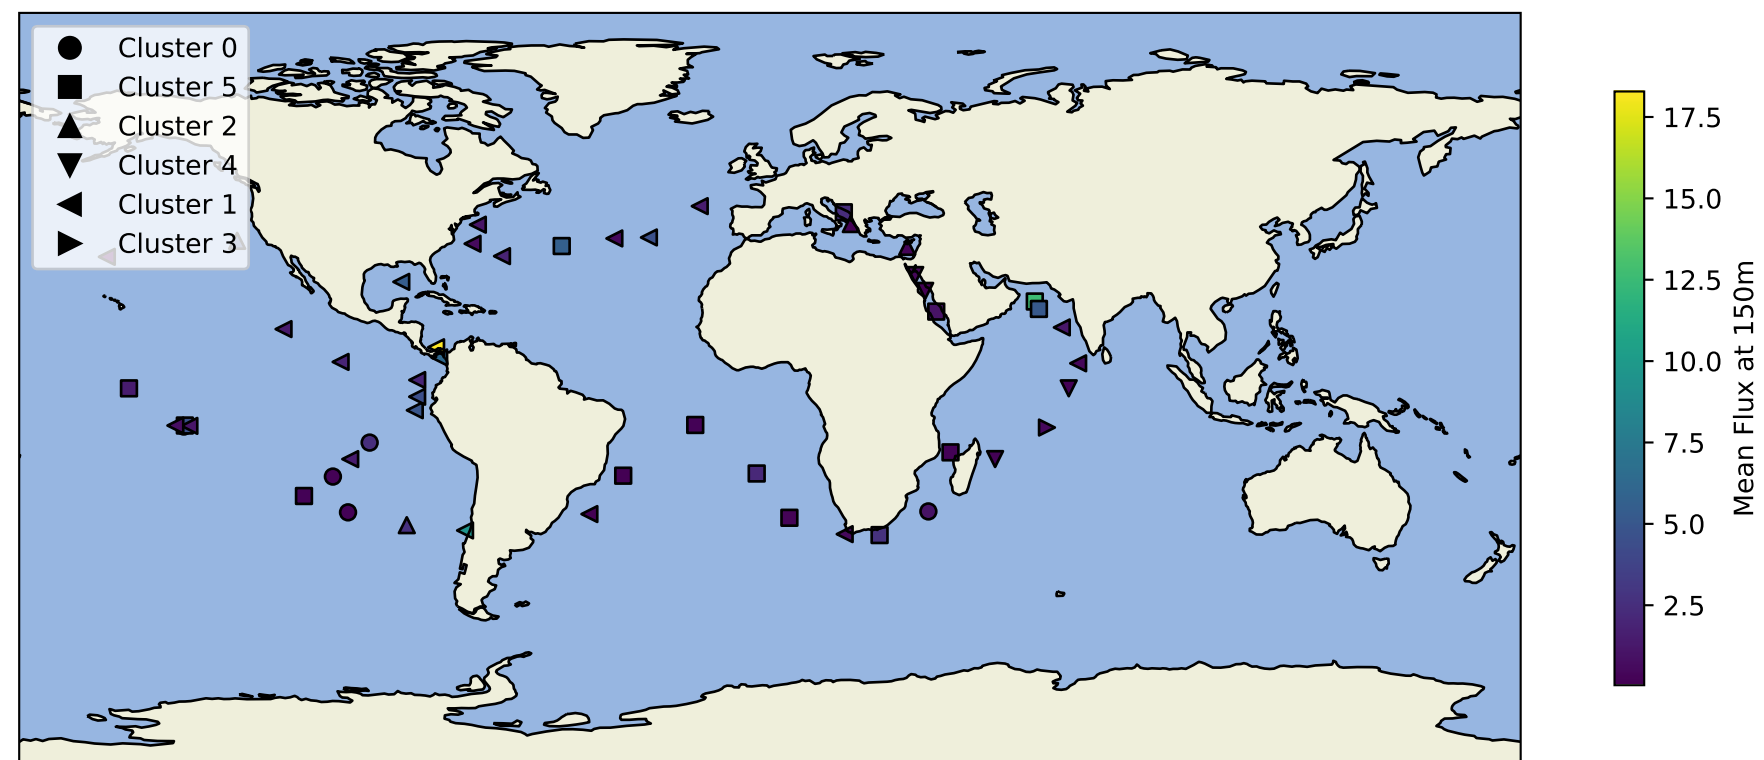 Cluster 0
Cluster 5
Cluster 2
Cluster 4
Cluster 1
Cluster 3
17.5
15.0
12.5
10.0
7.5
5.0
2.5
Mean Flux at 150m